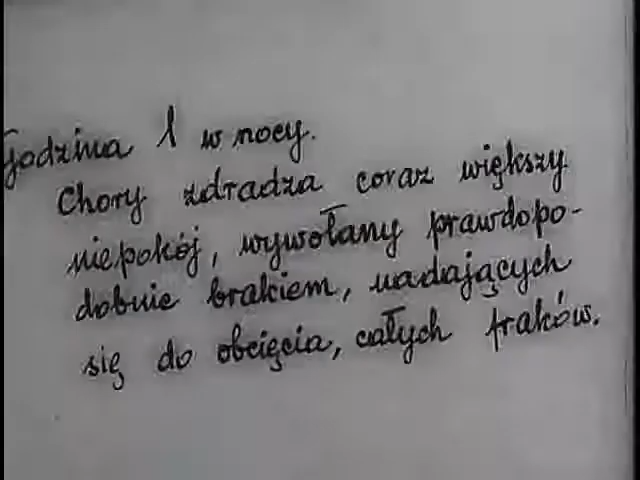 Godzina 1 w nocy.
Chory zdradza coraz większy
niepokój, wywołany prawdopo-
dobnie brakiem, nadających
się do obcięcia, całych fraków.